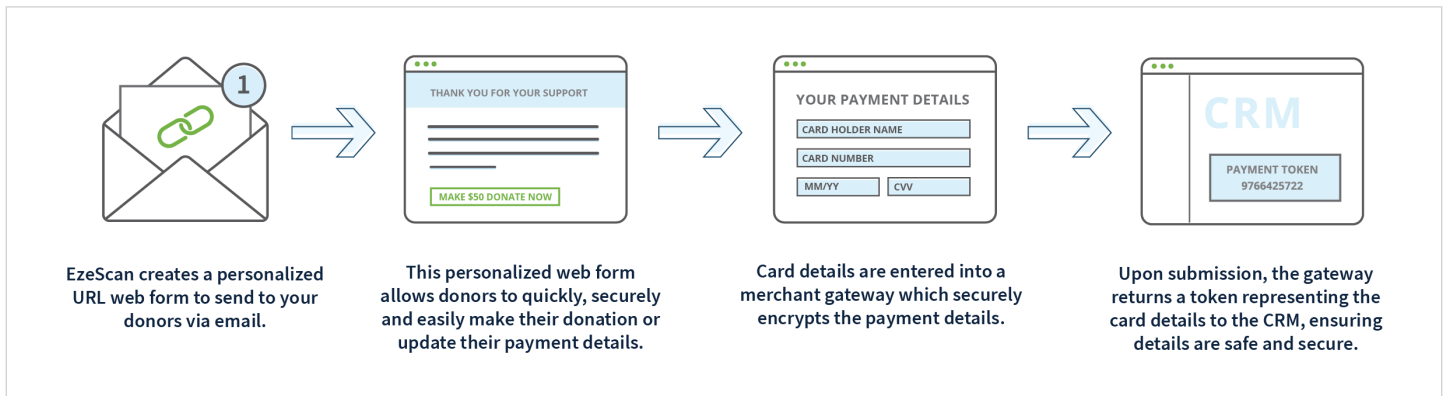 1
THANK YOU FOR YOUR SUPPORT
MAKE $50 DONATE NOW
YOUR PAYMENT DETAILS
CARD HOLDER NAME
CARD NUMBER
MM/YY
CVV
CRM
PAYMENT TOKEN
9766425722
EzeScan creates a personalized
URL web form to send to your
donors via email.
This personalized web form
allows donors to quickly, securely
and easily make their donation or
update their payment details.
Card details are entered into a
merchant gateway which securely
encrypts the payment details.
Upon submission, the gateway
returns a token representing the
card details to the CRM, ensuring
details are safe and secure.